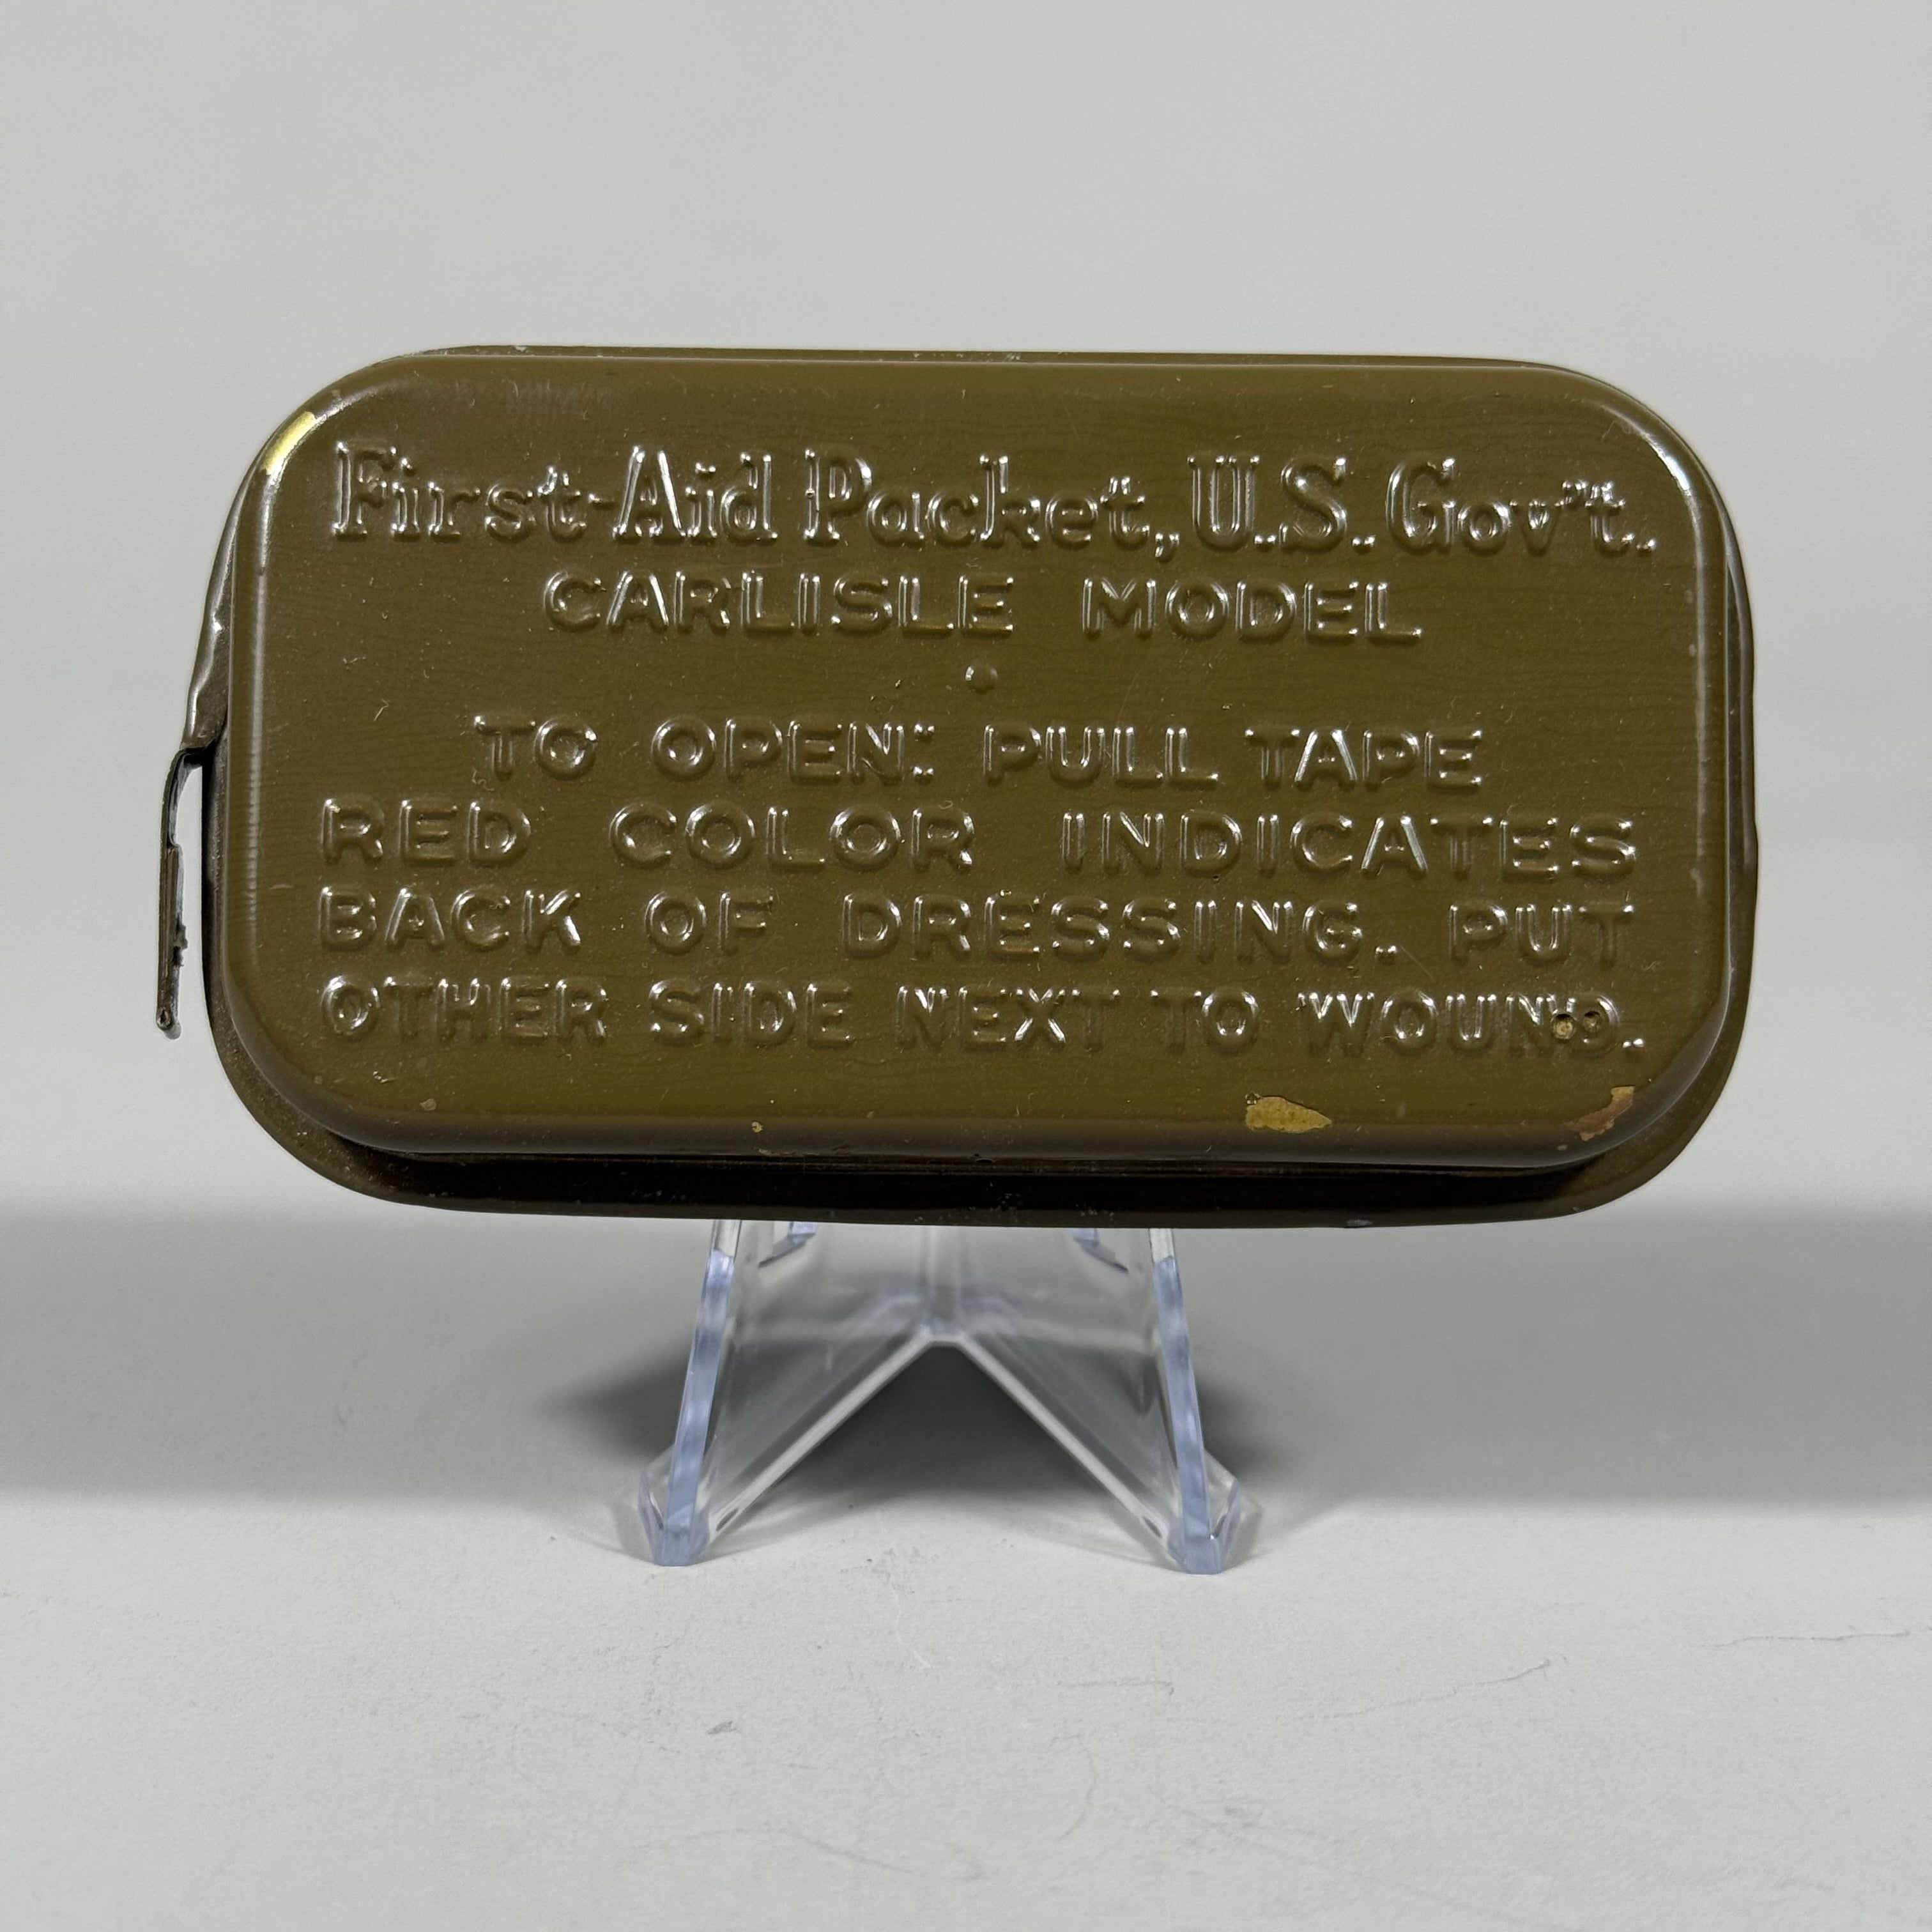 First-Aid Packet, U.S. Gov't.
CARLISLE MODEL
TO OPEN: PULL TAPE
RED COLOR INDICATES
BACK OF DRESSING. PUT
OTHER SIDE NEXT TO WOUND.